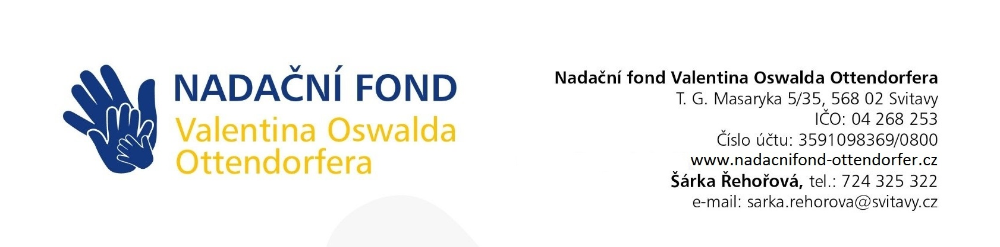 NADAČNÍ FOND
Valentina Oswalda
Ottendorfera
Nadační fond Valentina Oswalda Ottendorfera
T. G. Masaryka 5/35, 568 02 Svitavy
IČO: 04 268 253
Číslo účtu: 3591098369/0800
www.nadacnifond-ottendorfer.cz
Šárka Řehořová, tel.: 724 325 322
e-mail: sarka.rehorova@svitavy.cz